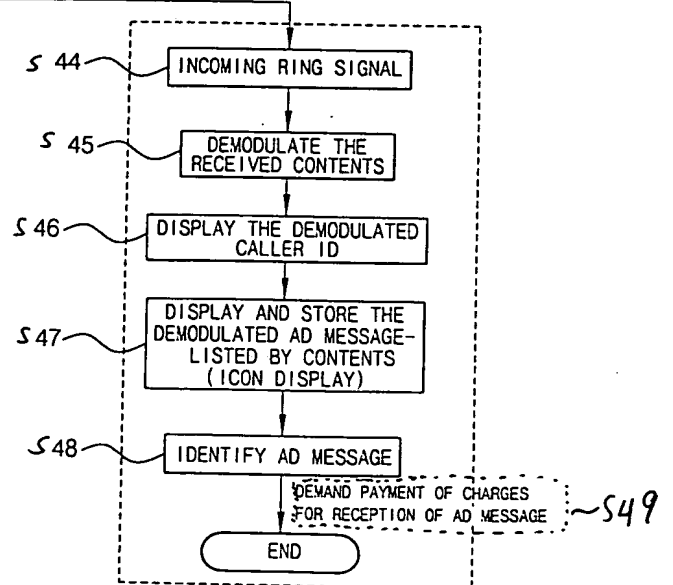 S 44 INCOMING RING SIGNAL
S 45 DEMODULATE THE
RECEIVED CONTENTS
S46 DISPLAY THE DEMODULATED
CALLER ID
DISPLAY AND STORE THE
S47 DEMODULATED AD MESSAGE-
LISTED BY CONTENTS
(ICON DISPLAY)
S48 IDENTIFY AD MESSAGE
DEMAND PAYMENT OF CHARGES
FOR RECEPTION OF AD MESSAGE S49
END